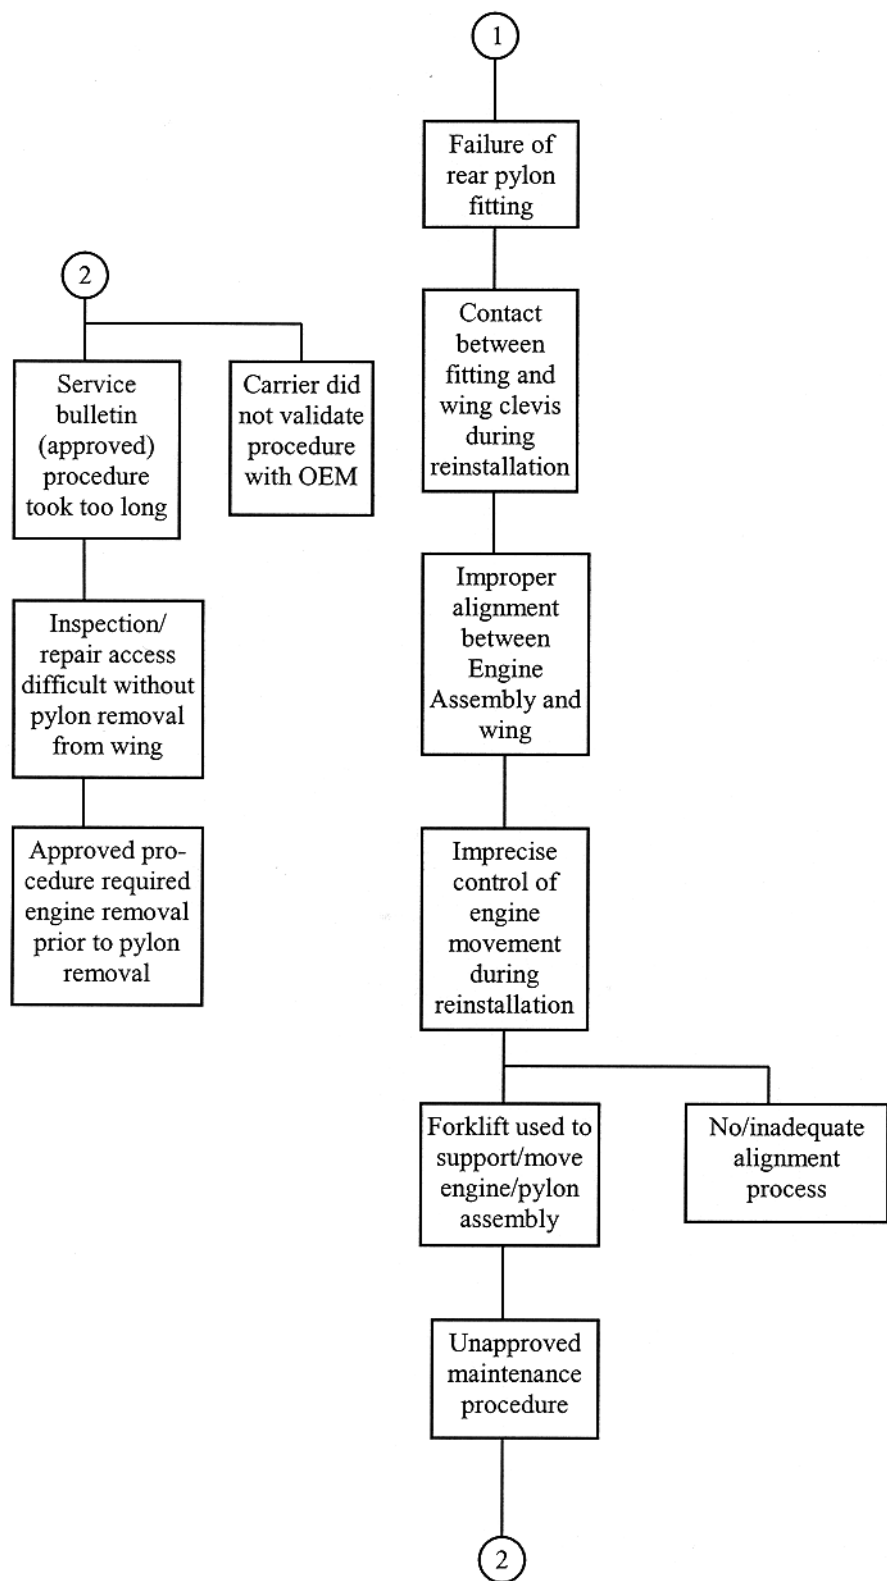 1
Failure of
rear pylon
fitting
Contact
between
fitting and
wing clevis
during
reinstallation
Improper
alignment
between
Engine
Assembly and
wing
Imprecise
control of
engine
movement
during
reinstallation
Forklift used to
support/move
engine/pylon
assembly
No/inadequate
alignment
process
Unapproved
maintenance
procedure
2
2
Service
bulletin
(approved)
procedure
took too long
Carrier did
not validate
procedure
with OEM
Inspection/
repair access
difficult without
pylon removal
from wing
Approved pro-
cedure required
engine removal
prior to pylon
removal